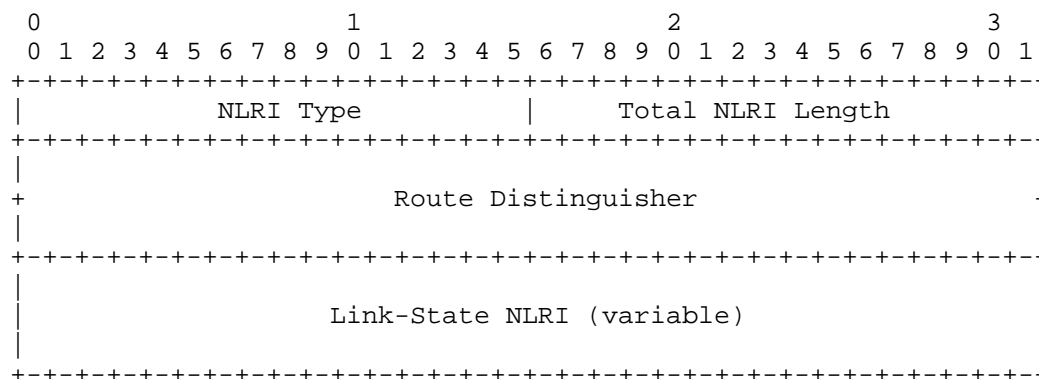 0                   1                   2                   3
 0 1 2 3 4 5 6 7 8 9 0 1 2 3 4 5 6 7 8 9 0 1 2 3 4 5 6 7 8 9 0 1
+-+-+-+-+-+-+-+-+-+-+-+-+-+-+-+-+-+-+-+-+-+-+-+-+-+-+-+-+-+-+-+-
|            NLRI Type          |     Total NLRI Length
+-+-+-+-+-+-+-+-+-+-+-+-+-+-+-+-+-+-+-+-+-+-+-+-+-+-+-+-+-+-+-+-
|
+                       Route Distinguisher                     -
|
+-+-+-+-+-+-+-+-+-+-+-+-+-+-+-+-+-+-+-+-+-+-+-+-+-+-+-+-+-+-+-+-
|
|                   Link-State NLRI (variable)
|
+-+-+-+-+-+-+-+-+-+-+-+-+-+-+-+-+-+-+-+-+-+-+-+-+-+-+-+-+-+-+-+-